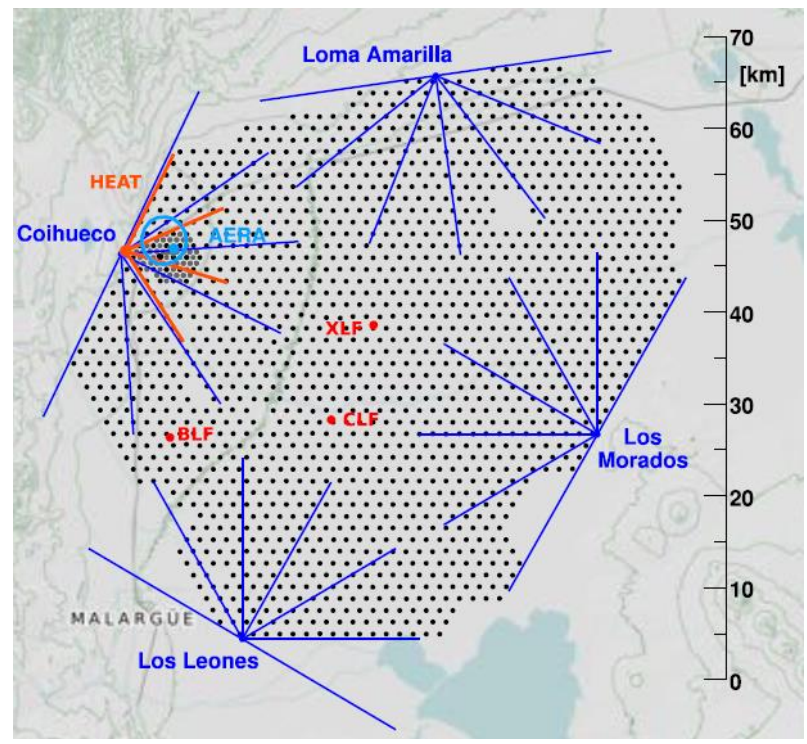 70
Loma Amarilla
[km]
60
HEAT
50
Coihueco
AERA
40
XLF
30
CLF
BLF
Los
Morados
20
10
MALARGÜE
Los Leones
0